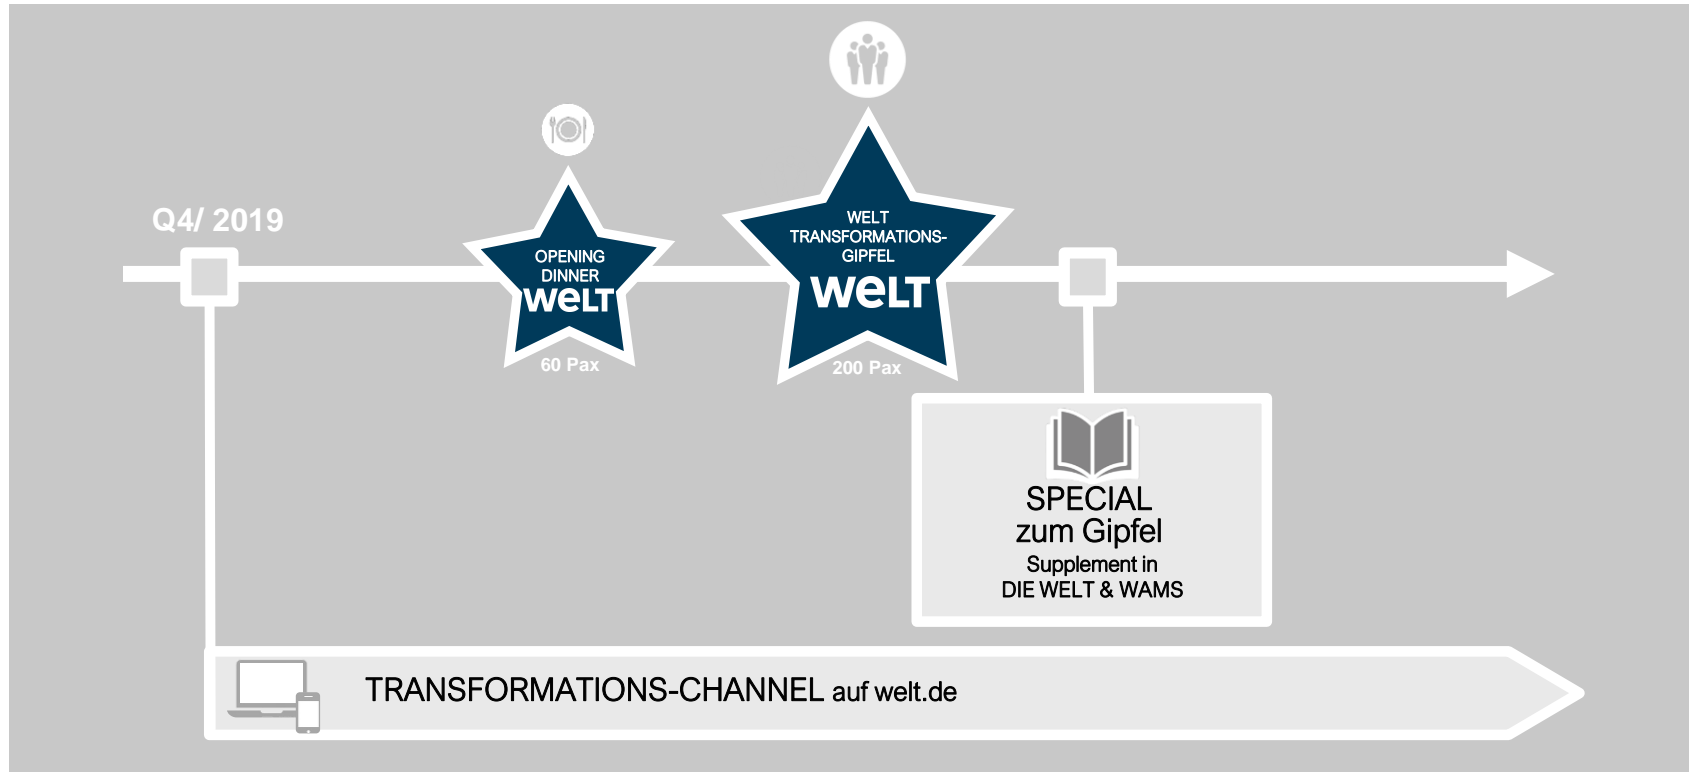 Q4/ 2019
OPENING
DINNER
WELT
60 Pax
WELT
TRANSFORMATIONS-
GIPFEL
WELT
200 Pax
SPECIAL
zum Gipfel
Supplement in
DIE WELT & WAMS
TRANSFORMATIONS-CHANNEL auf welt.de